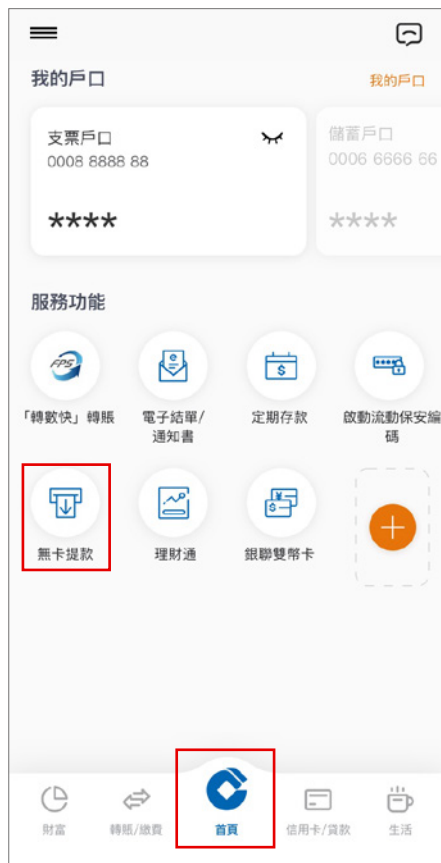 我的戶口
我的戶口
支票戶口
0008 8888 88
****
儲蓄戶口
0006 6666 66
****
服務功能
FPS
「轉數快」轉賬
電子結單/
通知書
定期存款
啟動流動保安編
碼
無卡提款
理財通
銀聯雙幣卡
財富
轉賬/繳費
首頁
信用卡/貸款
生活